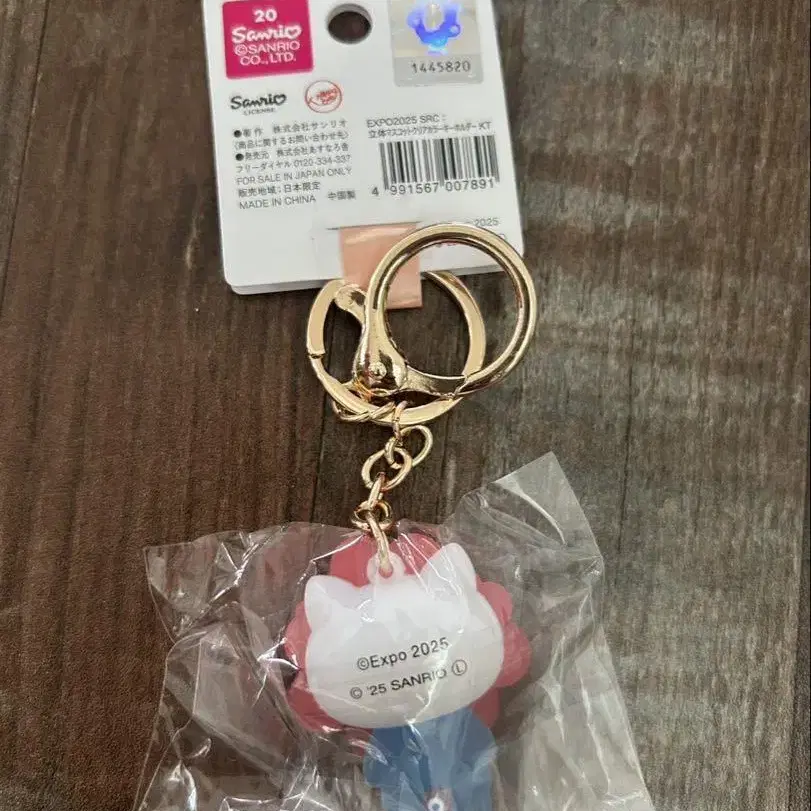 20
Sanrio
©SANRIO
CO.,LTD.
1445820
Sanrio
LICENSE
EXPO2025 SRC:
立体マスコットクリアカラーキーホルダー KT
●著作 株式会社サンリオ
(商品に関するお問い合わせ先)
●発売元 株式会社あすなろ舎
フリーダイヤル 0120-334-337
FOR SALE IN JAPAN ONLY
販売地域:日本限定
MADE IN CHINA 中国製
4 991567 007891
2025
©Expo 2025
© '25 SANRIO Ⓛ